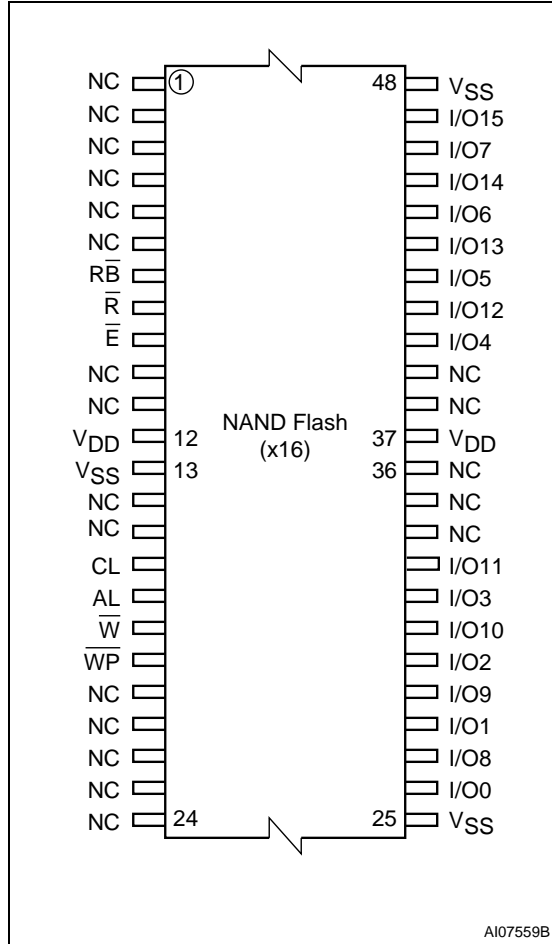 NC 1 48 VSS
NC I/O15
NC I/O7
NC I/O14
NC I/O6
NC I/O13
RB̅ I/O5
R̅ I/O12
E̅ I/O4
NC NC
NC NC
NAND Flash
(x16)
VDD 12 37 VDD
VSS 13 36 NC
NC NC
NC NC
CL I/O11
AL I/O3
W̅ I/O10
W̅P̅ I/O2
NC I/O9
NC I/O1
NC I/O8
NC I/O0
NC 24 25 VSS
AI07559B